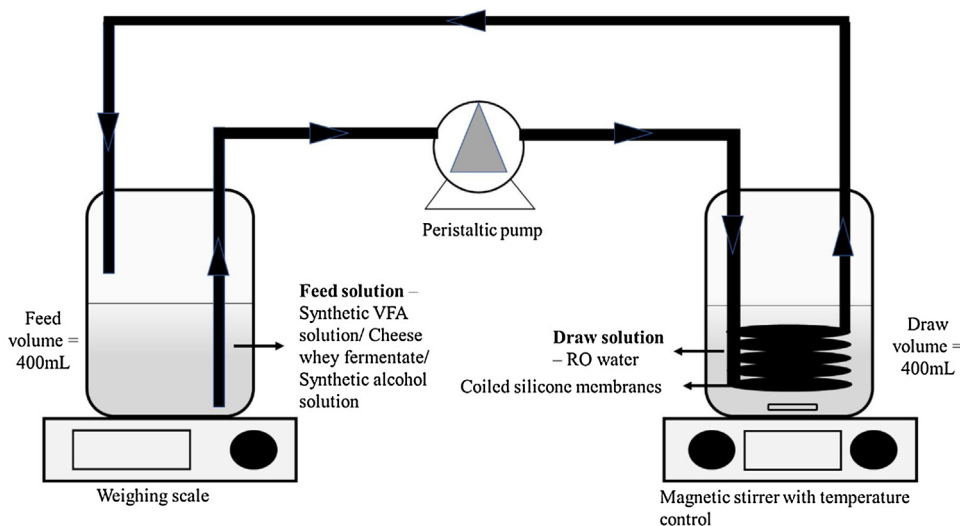 Peristaltic pump
Feed
volume =
400mL
Feed solution –
Synthetic VFA
solution/ Cheese
whey fermentate/
Synthetic alcohol
solution
Draw solution
– RO water
Coiled silicone membranes
Draw
volume =
400mL
Weighing scale
Magnetic stirrer with temperature
control